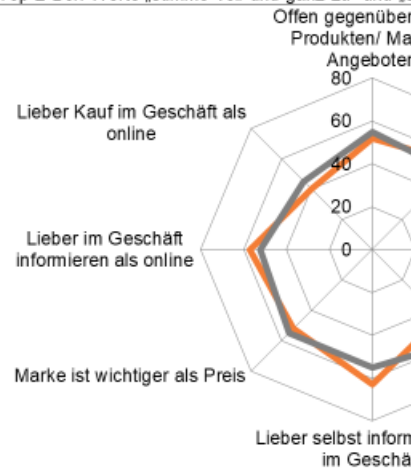 Offen gegenüber
Produkten/ Ma
Angeboten
80
Lieber Kauf im Geschäft als
online
60
40
20
Lieber im Geschäft
informieren als online
0
Marke ist wichtiger als Preis
Lieber selbst inform
im Geschä